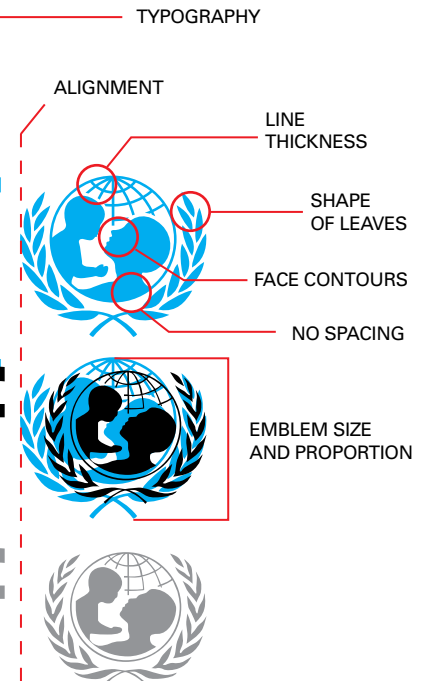 TYPOGRAPHY
ALIGNMENT
LINE
THICKNESS
SHAPE
OF LEAVES
FACE CONTOURS
NO SPACING
EMBLEM SIZE
AND PROPORTION